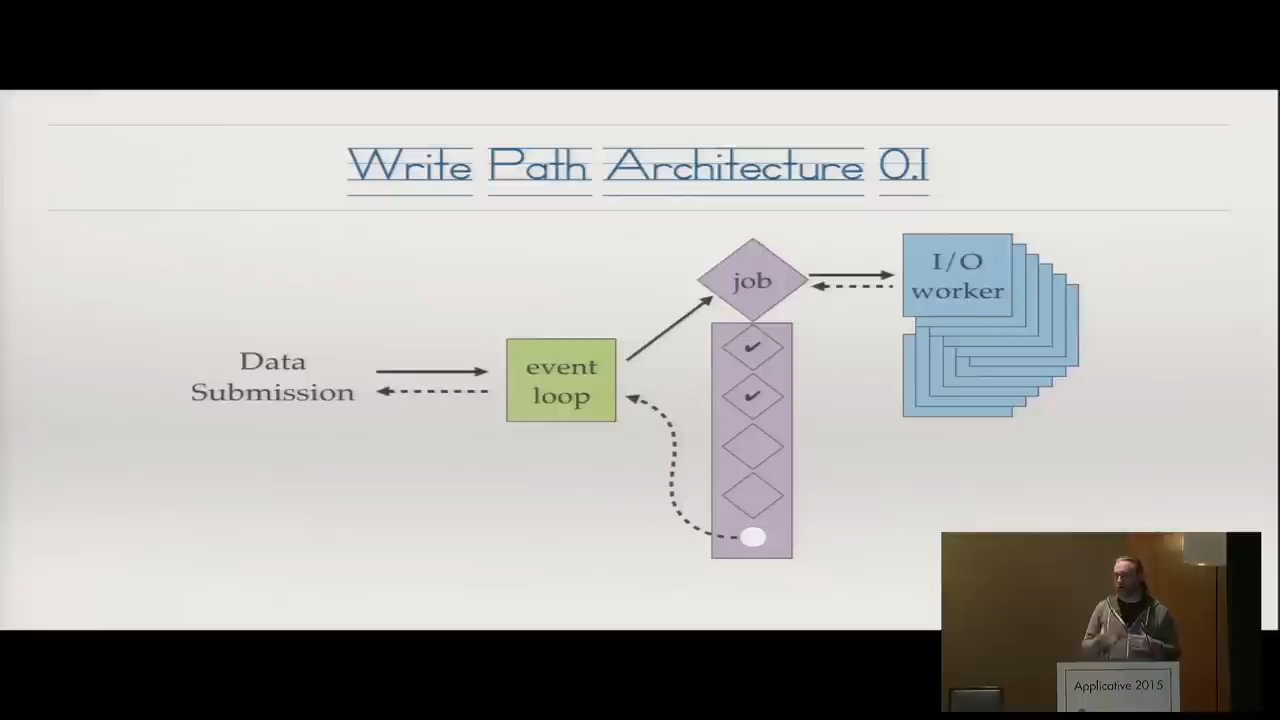 Write Path Architecture 0.1
job
I/O
worker
Data
Submission
event
loop
✔
✔
Applicative 2015